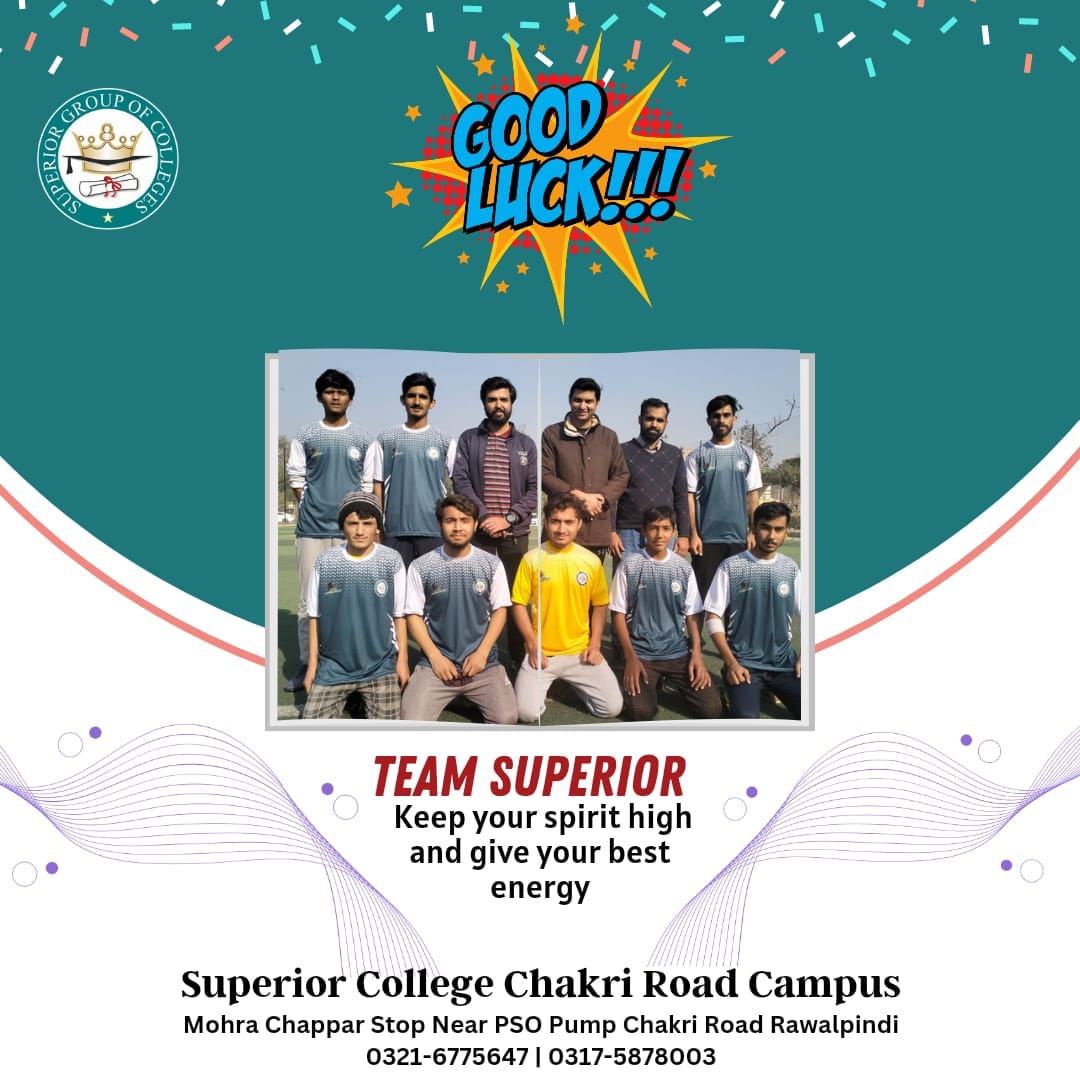 SUPERIOR GROUP OF COLLEGES
GOOD
LUCK!!!
TEAM SUPERIOR
Keep your spirit high
and give your best
energy
Superior College Chakri Road Campus
Mohra Chappar Stop Near PSO Pump Chakri Road Rawalpindi
0321-6775647 | 0317-5878003